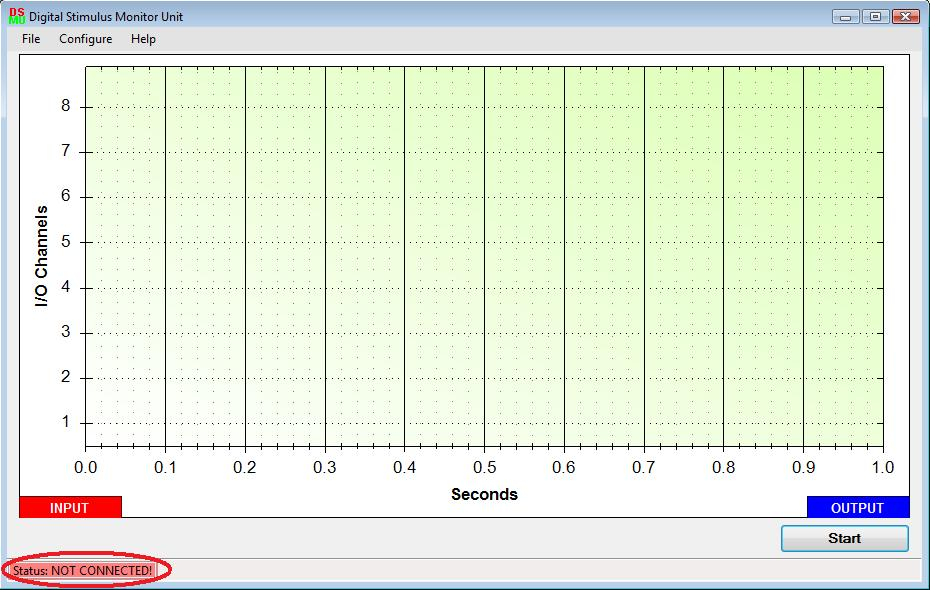 DS
MU Digital Stimulus Monitor Unit
File Configure Help
I/O Channels
8
7
6
5
4
3
2
1
0.0 0.1 0.2 0.3 0.4 0.5 0.6 0.7 0.8 0.9 1.0
Seconds
INPUT OUTPUT
Start
Status: NOT CONNECTED!